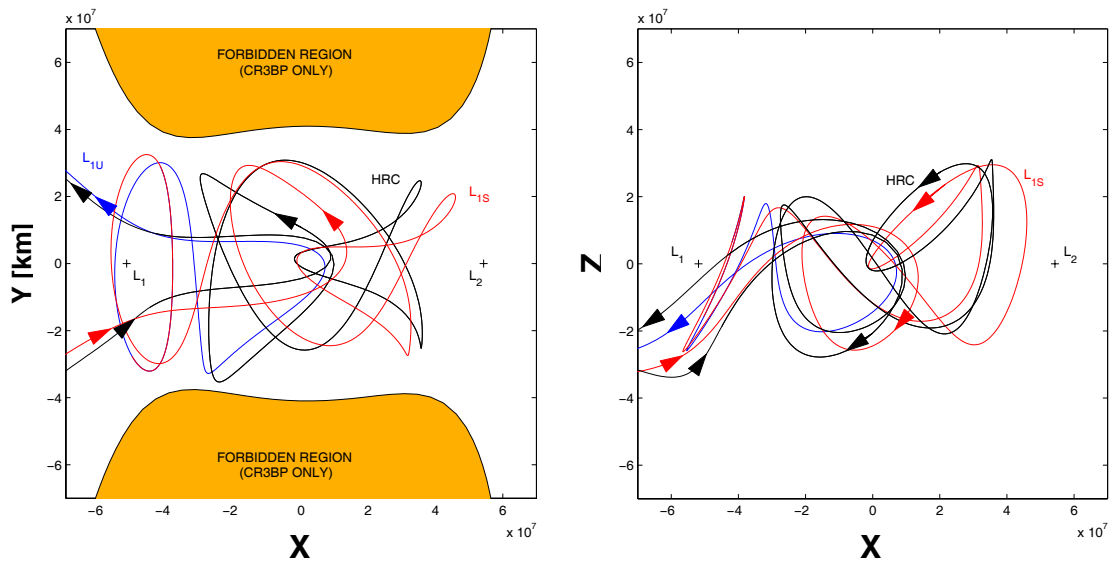 x 10^7
6
4
2
0
−2
−4
−6
Y [km]
FORBIDDEN REGION
(CR3BP ONLY)
L1U
HRC
L1S
L1
L2
FORBIDDEN REGION
(CR3BP ONLY)
−6 −4 −2 0 2 4 6
x 10^7
X
x 10^7
6
4
2
0
−2
−4
−6
Z
HRC
L1S
L1
L2
−6 −4 −2 0 2 4 6
x 10^7
X